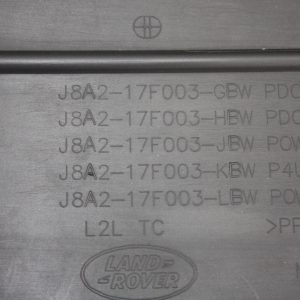 J8A2-17F003-GBW PDC
J8A2-17F003-HBW PDC
J8A2-17F003-JBW POW
J8A2-17F003-KBW P4U
J8A2-17F003-LBW POW
L2L TC >PP
LAND
ROVER